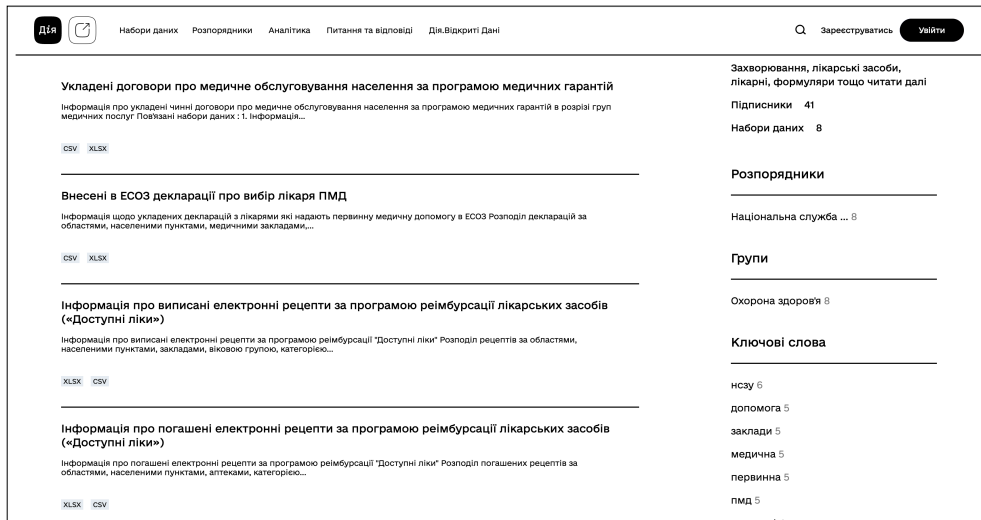 Дія
Набори даних
Розпорядники
Аналітика
Питання та відповіді
Дія.Відкриті Дані
Зареєструватись
Увійти
Укладені договори про медичне обслуговування населення за програмою медичних гарантій
Інформація про укладені чинні договори про медичне обслуговування населення за програмою медичних гарантій в розрізі груп
медичних послуг Пов'язані набори даних : 1. Інформація...
CSV XLSX
Внесені в ЕСОЗ декларації про вибір лікаря ПМД
Інформація щодо укладених декларацій з лікарями які надають первинну медичну допомогу в ЕСОЗ Розподіл декларацій за
областями, населеними пунктами, медичними закладами,...
CSV XLSX
Інформація про виписані електронні рецепти за програмою реімбурсації лікарських засобів
(«Доступні ліки»)
Інформація про виписані електронні рецепти за програмою реімбурсації "Доступні ліки" Розподіл рецептів за областями,
населеними пунктами, закладами, віковою групою, категорією...
XLSX CSV
Інформація про погашені електронні рецепти за програмою реімбурсації лікарських засобів
(«Доступні ліки»)
Інформація про погашені електронні рецепти за програмою реімбурсації "Доступні ліки" Розподіл погашених рецептів за
областями, населеними пунктами, аптеками, категорією...
XLSX CSV
Захворювання, лікарські засоби,
лікарні, формуляри тощо читати далі
Підписники 41
Набори даних 8
Розпорядники
Національна служба ... 8
Групи
Охорона здоров'я 8
Ключові слова
нсзу 6
допомога 5
заклади 5
медична 5
первинна 5
пмд 5